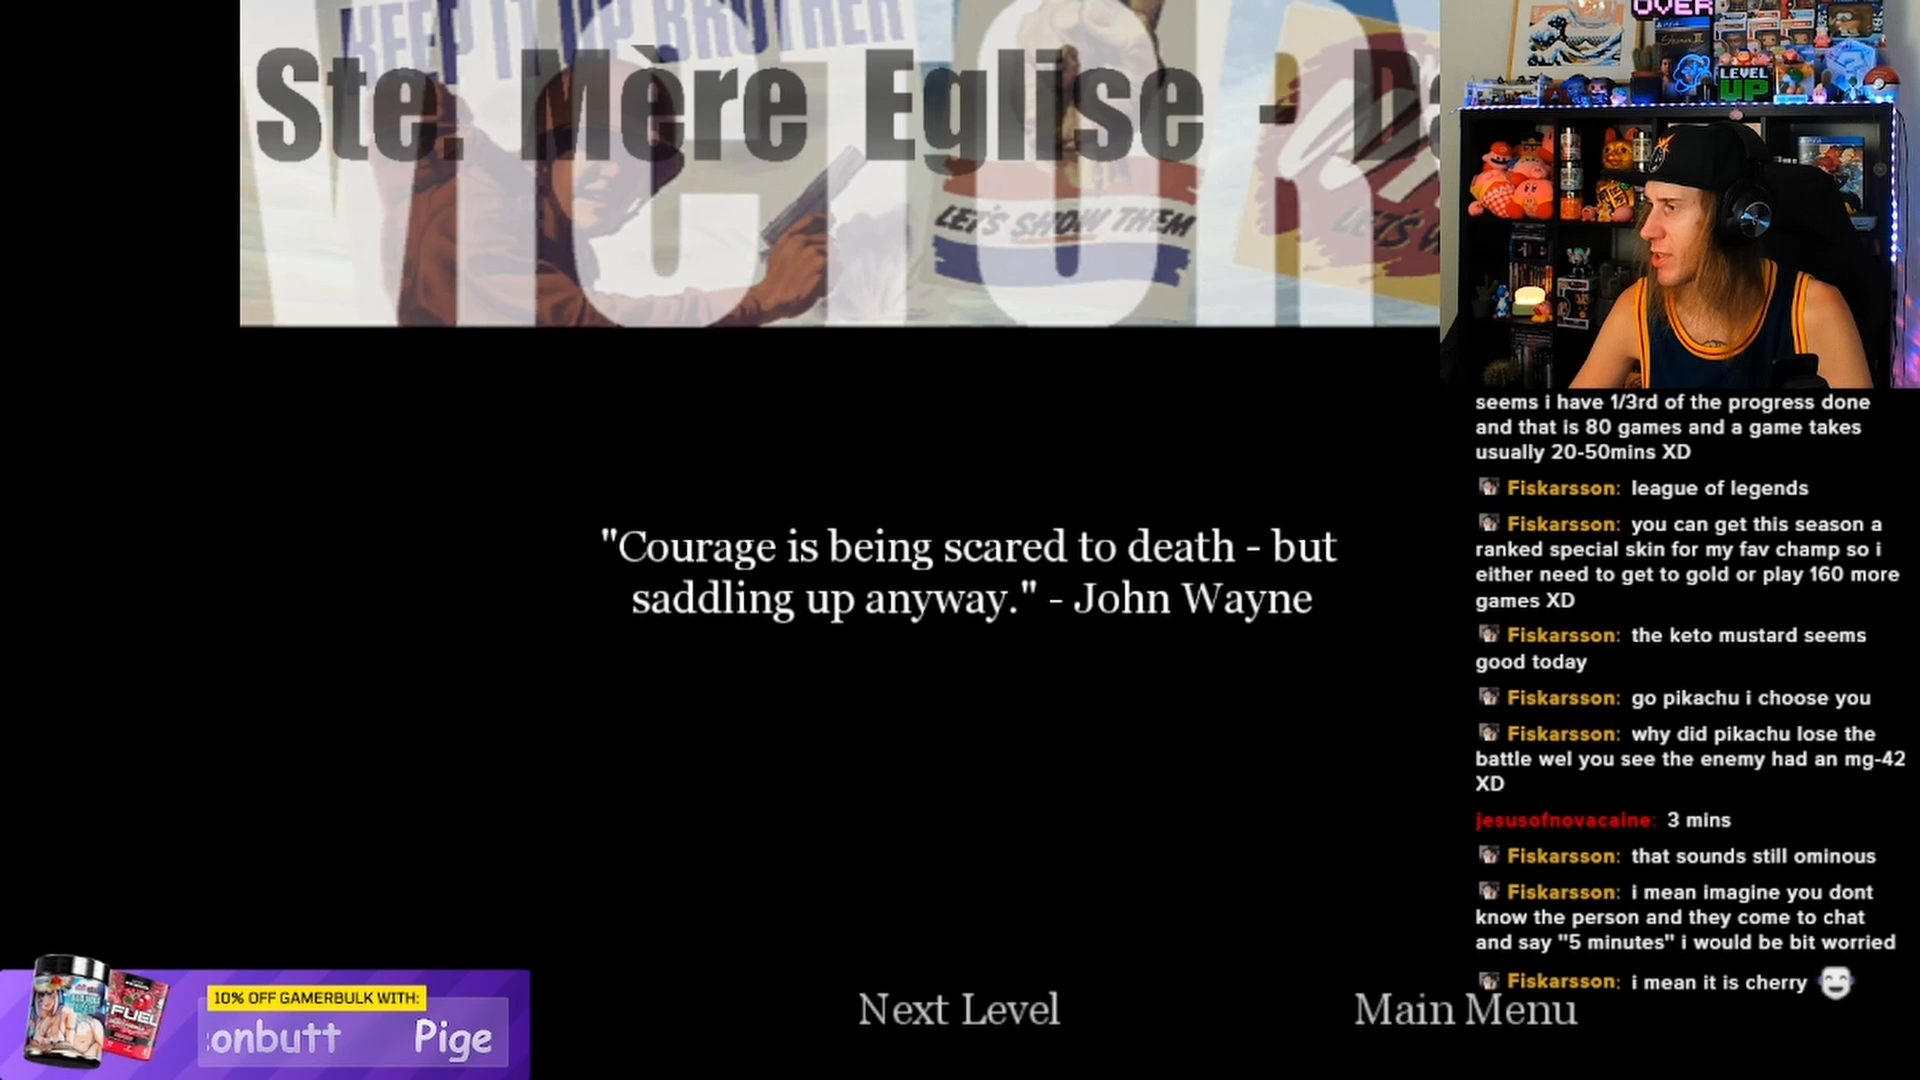 KEEP IT UP BROTHER
VICTOR
Ste. Mère Eglise - Da
LET'S SHOW THEM
OVER
LEVEL
UP
"Courage is being scared to death - but
saddling up anyway." - John Wayne
Next Level
Main Menu
seems i have 1/3rd of the progress done
and that is 80 games and a game takes
usually 20-50mins XD
Fiskarsson: league of legends
Fiskarsson: you can get this season a
ranked special skin for my fav champ so i
either need to get to gold or play 160 more
games XD
Fiskarsson: the keto mustard seems
good today
Fiskarsson: go pikachu i choose you
Fiskarsson: why did pikachu lose the
battle wel you see the enemy had an mg-42
XD
jesusofnovacaine: 3 mins
Fiskarsson: that sounds still ominous
Fiskarsson: i mean imagine you dont
know the person and they come to chat
and say "5 minutes" i would be bit worried
Fiskarsson: i mean it is cherry
10% OFF GAMERBULK WITH:
onbutt Pige
FUEL